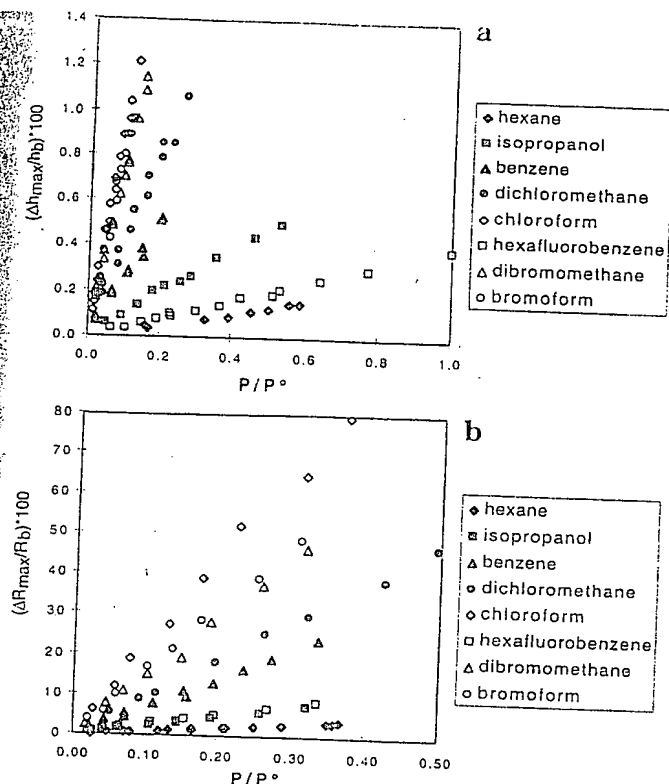 a
1.4
1.2
1.0
0.8
0.6
0.4
0.2
0.0
(Δhmax/hb)*100
0.0 0.2 0.4 0.6 0.8 1.0
P/P°
hexane
isopropanol
benzene
dichloromethane
chloroform
hexafluorobenzene
dibromomethane
bromoform
b
80
70
60
50
40
30
20
10
0
(ΔRmax/Rb)*100
0.00 0.10 0.20 0.30 0.40 0.50
P/P°
hexane
isopropanol
benzene
dichloromethane
chloroform
hexafluorobenzene
dibromomethane
bromoform